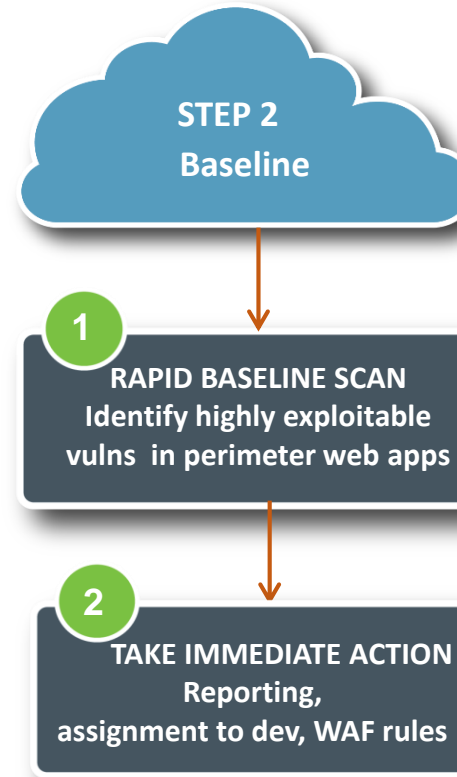 STEP 2
Baseline
1
RAPID BASELINE SCAN
Identify highly exploitable
vulns in perimeter web apps
2
TAKE IMMEDIATE ACTION
Reporting,
assignment to dev, WAF rules